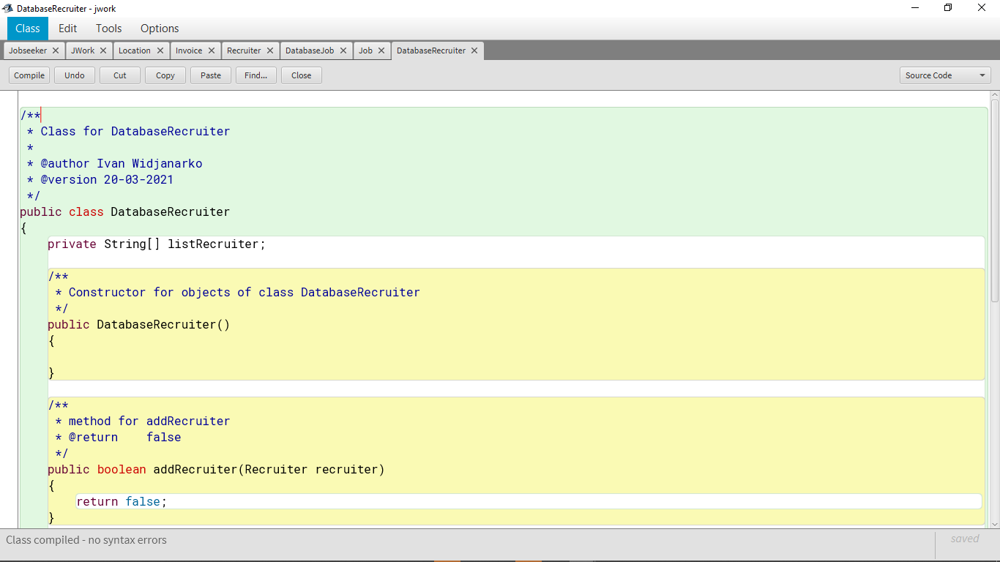 DatabaseRecruiter - jwork
Class Edit Tools Options
Jobseeker JWork Location Invoice Recruiter DatabaseJob Job DatabaseRecruiter
Compile Undo Cut Copy Paste Find... Close Source Code
/**
 * Class for DatabaseRecruiter
 *
 * @author Ivan Widjanarko
 * @version 20-03-2021
 */
public class DatabaseRecruiter
{
    private String[] listRecruiter;
    /**
     * Constructor for objects of class DatabaseRecruiter
     */
    public DatabaseRecruiter()
    {
    }
    /**
     * method for addRecruiter
     * @return    false
     */
    public boolean addRecruiter(Recruiter recruiter)
    {
        return false;
    }
Class compiled - no syntax errors
saved